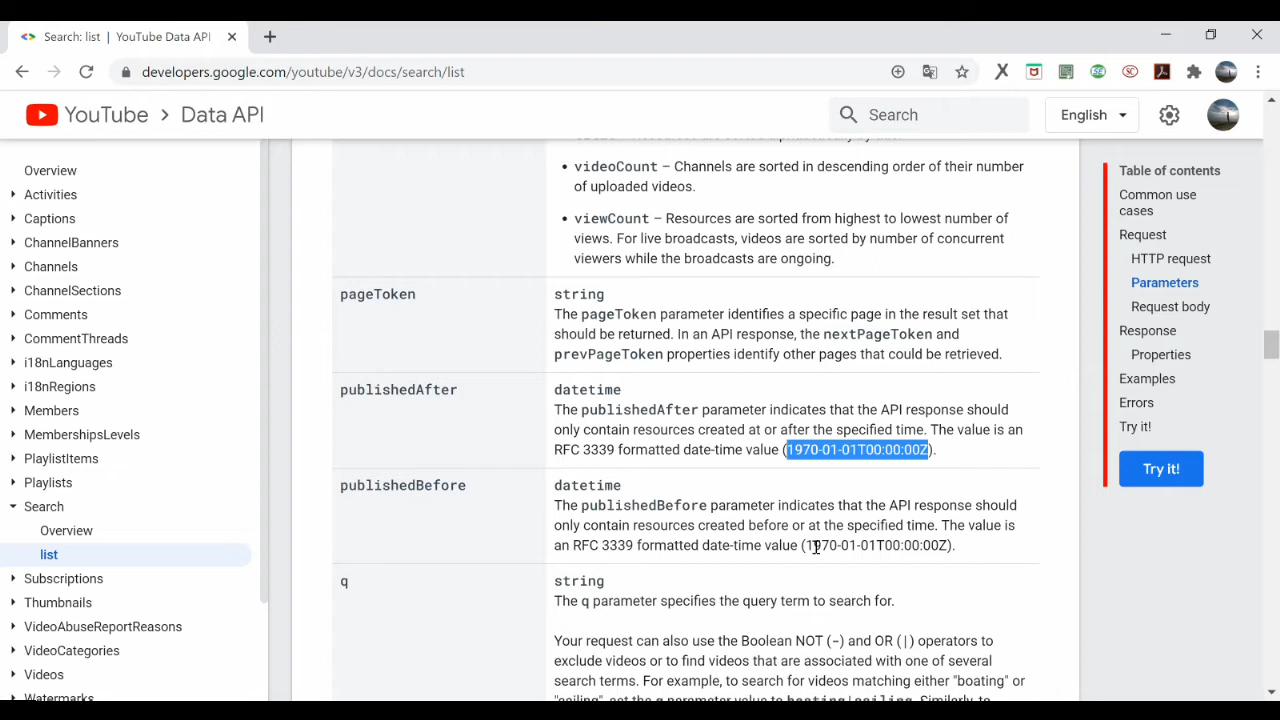 Search: list | YouTube Data API
developers.google.com/youtube/v3/docs/search/list
YouTube > Data API
Search
English
Overview
Activities
Captions
ChannelBanners
Channels
ChannelSections
Comments
CommentThreads
i18nLanguages
i18nRegions
Members
MembershipsLevels
PlaylistItems
Playlists
Search
Overview
list
Subscriptions
Thumbnails
VideoAbuseReportReasons
VideoCategories
Videos
Watermarks
• videoCount – Channels are sorted in descending order of their number
of uploaded videos.
• viewCount – Resources are sorted from highest to lowest number of
views. For live broadcasts, videos are sorted by number of concurrent
viewers while the broadcasts are ongoing.
pageToken
string
The pageToken parameter identifies a specific page in the result set that
should be returned. In an API response, the nextPageToken and
prevPageToken properties identify other pages that could be retrieved.
publishedAfter
datetime
The publishedAfter parameter indicates that the API response should
only contain resources created at or after the specified time. The value is an
RFC 3339 formatted date-time value (1970-01-01T00:00:00Z).
publishedBefore
datetime
The publishedBefore parameter indicates that the API response should
only contain resources created before or at the specified time. The value is
an RFC 3339 formatted date-time value (1970-01-01T00:00:00Z).
q
string
The q parameter specifies the query term to search for.
Your request can also use the Boolean NOT (-) and OR (|) operators to
exclude videos or to find videos that are associated with one of several
search terms. For example, to search for videos matching either "boating" or
"sailing", set the q parameter value to boating|sailing. Similarly, to
Table of contents
Common use
cases
Request
HTTP request
Parameters
Request body
Response
Properties
Examples
Errors
Try it!
Try it!